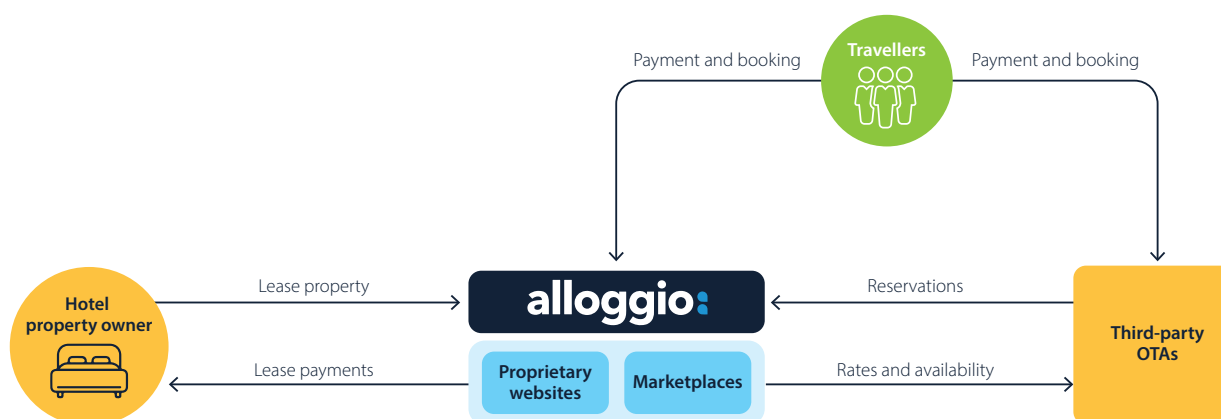 Travellers
Payment and booking
Payment and booking
Hotel
property owner
Lease property
alloggio
Reservations
Third-party
OTAs
Lease payments
Proprietary
websites
Marketplaces
Rates and availability